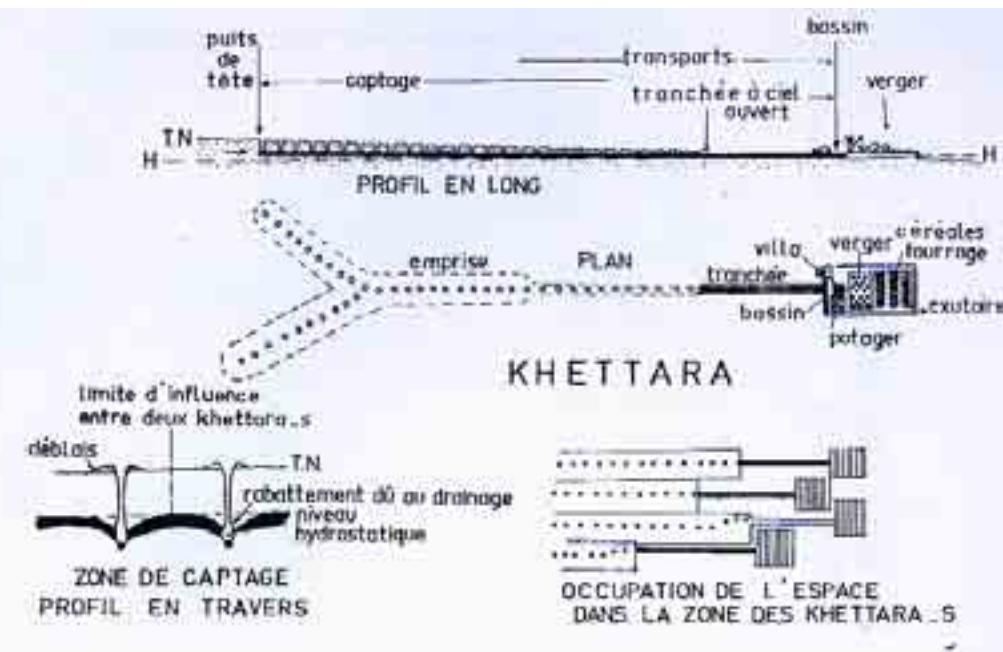 puits
de
tête
captage
transports
bassin
tranchée à ciel
ouvert
verger
T.N
H
H
PROFIL EN LONG
emprise
PLAN
tranchée
villa
verger
céréales
fourrage
bassin
potager
exutoire
KHETTARA
limite d'influence
entre deux khettara_s
déblais
T.N.
rabattement dû au drainage
niveau
hydrostatique
ZONE DE CAPTAGE
PROFIL EN TRAVERS
OCCUPATION DE L'ESPACE
DANS LA ZONE DES KHETTARA_S